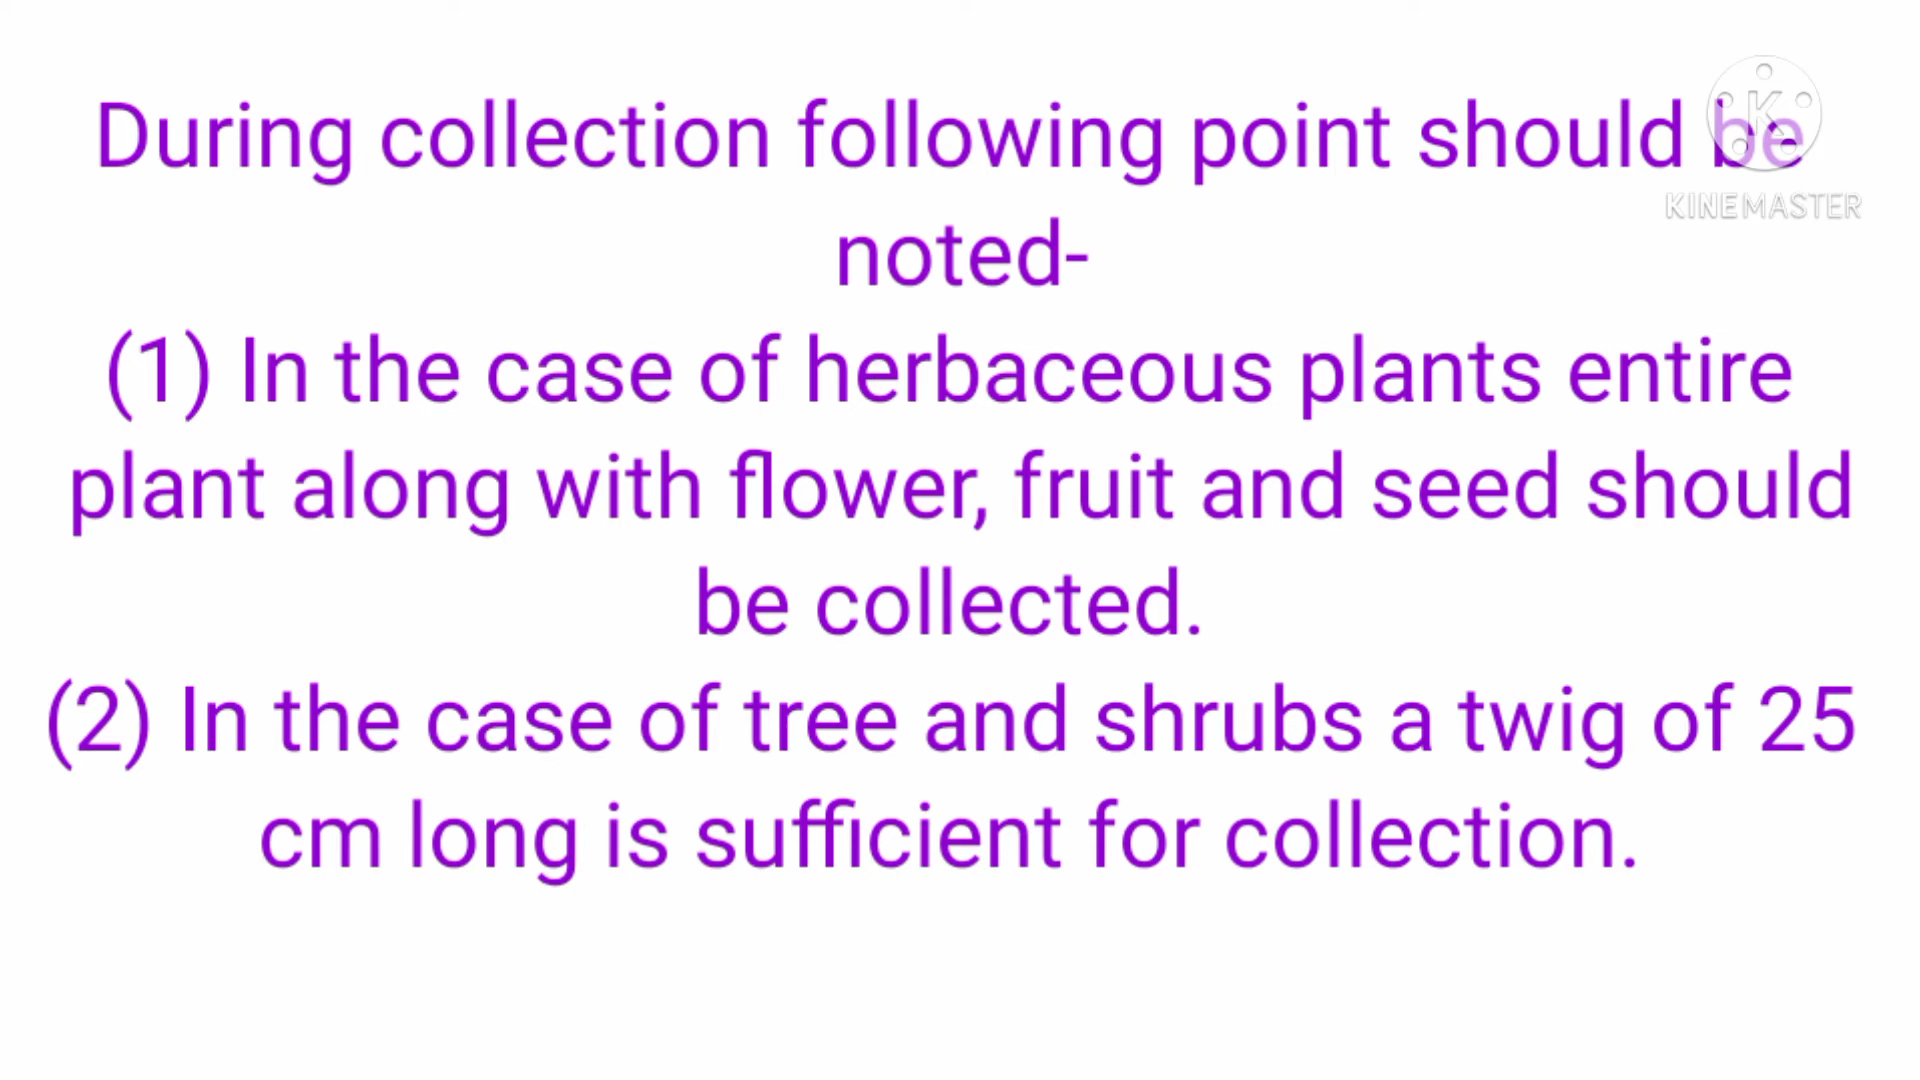 During collection following point should be
KINEMASTER
noted-
(1) In the case of herbaceous plants entire
plant along with flower, fruit and seed should
be collected.
(2) In the case of tree and shrubs a twig of 25
cm long is sufficient for collection.